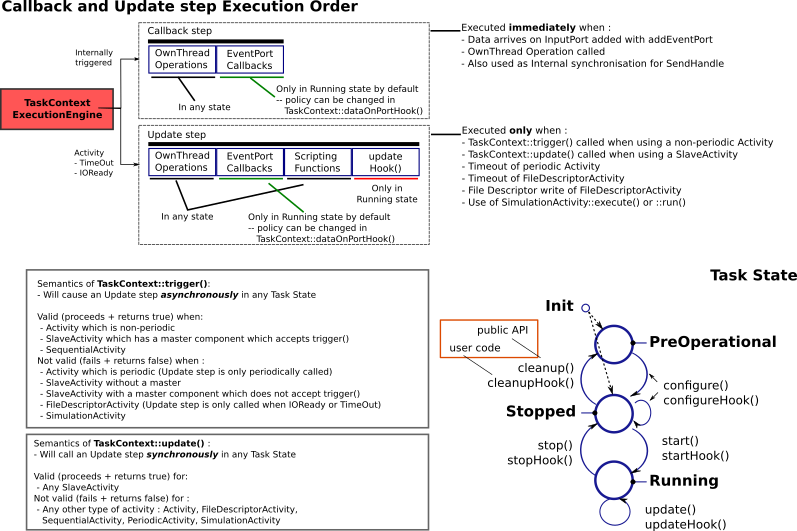 Callback and Update step Execution Order
Internally
triggered
TaskContext
ExecutionEngine
Activity
- TimeOut
- IOReady
Callback step
OwnThread
Operations
EventPort
Callbacks
In any state
Only in Running state by default
-- policy can be changed in
TaskContext::dataOnPortHook()
Executed immediately when :
- Data arrives on InputPort added with addEventPort
- OwnThread Operation called
- Also used as Internal synchronisation for SendHandle
Update step
OwnThread
Operations
EventPort
Callbacks
Scripting
Functions
update
Hook()
Only in
Running state
In any state
Only in Running state by default
-- policy can be changed in
TaskContext::dataOnPortHook()
Executed only when :
- TaskContext::trigger() called when using a non-periodic Activity
- TaskContext::update() called when using a SlaveActivity
- Timeout of periodic Activity
- Timeout of FileDescriptorActivity
- File Descriptor write of FileDescriptorActivity
- Use of SimulationActivity::execute() or ::run()
Semantics of TaskContext::trigger():
- Will cause an Update step asynchronously in any Task State
Valid (proceeds + returns true) when:
- Activity which is non-periodic
- SlaveActivity which has a master component which accepts trigger()
- SequentialActivity
Not valid (fails + returns false) when :
- Activity which is periodic (Update step is only periodically called)
- SlaveActivity without a master
- SlaveActivity with a master component which does not accept trigger()
- FileDescriptorActivity (Update step is only called when IOReady or TimeOut)
- SimulationActivity
Semantics of TaskContext::update() :
- Will call an Update step synchronously in any Task State
Valid (proceeds + returns true) for:
- Any SlaveActivity
Not valid (fails + returns false) for :
- Any other type of activity : Activity, FileDescriptorActivity,
SequentialActivity, PeriodicActivity, SimulationActivity
Task State
Init
public API
user code
PreOperational
cleanup()
cleanupHook()
configure()
configureHook()
Stopped
stop()
stopHook()
start()
startHook()
Running
update()
updateHook()